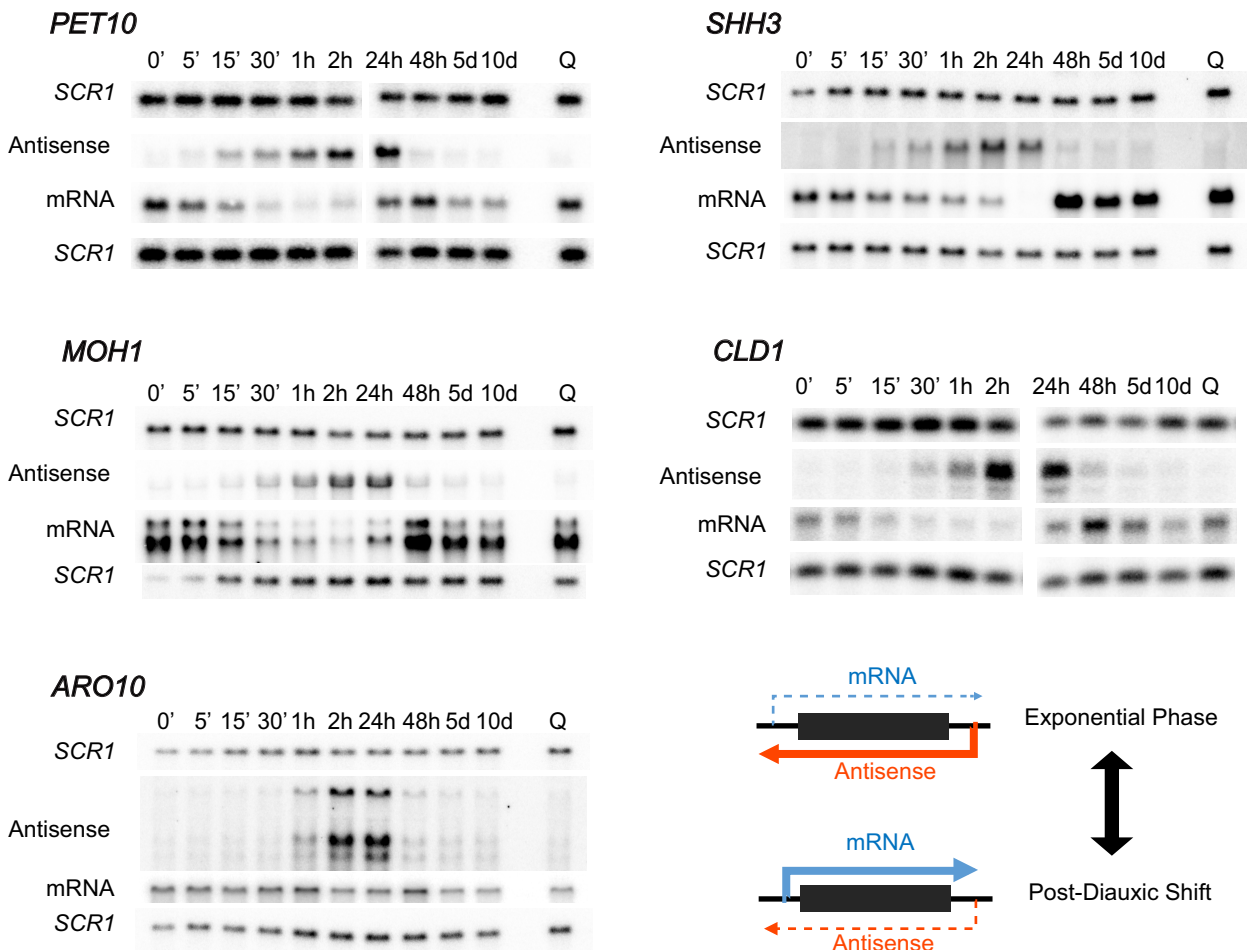 PET10
0' 5' 15' 30' 1h 2h 24h 48h 5d 10d Q
SCR1
Antisense
mRNA
SCR1
SHH3
0' 5' 15' 30' 1h 2h 24h 48h 5d 10d Q
SCR1
Antisense
mRNA
SCR1
MOH1
0' 5' 15' 30' 1h 2h 24h 48h 5d 10d Q
SCR1
Antisense
mRNA
SCR1
CLD1
0' 5' 15' 30' 1h 2h 24h 48h 5d 10d Q
SCR1
Antisense
mRNA
SCR1
ARO10
0' 5' 15' 30' 1h 2h 24h 48h 5d 10d Q
SCR1
Antisense
mRNA
SCR1
mRNA
Exponential Phase
Antisense
mRNA
Post-Diauxic Shift
Antisense